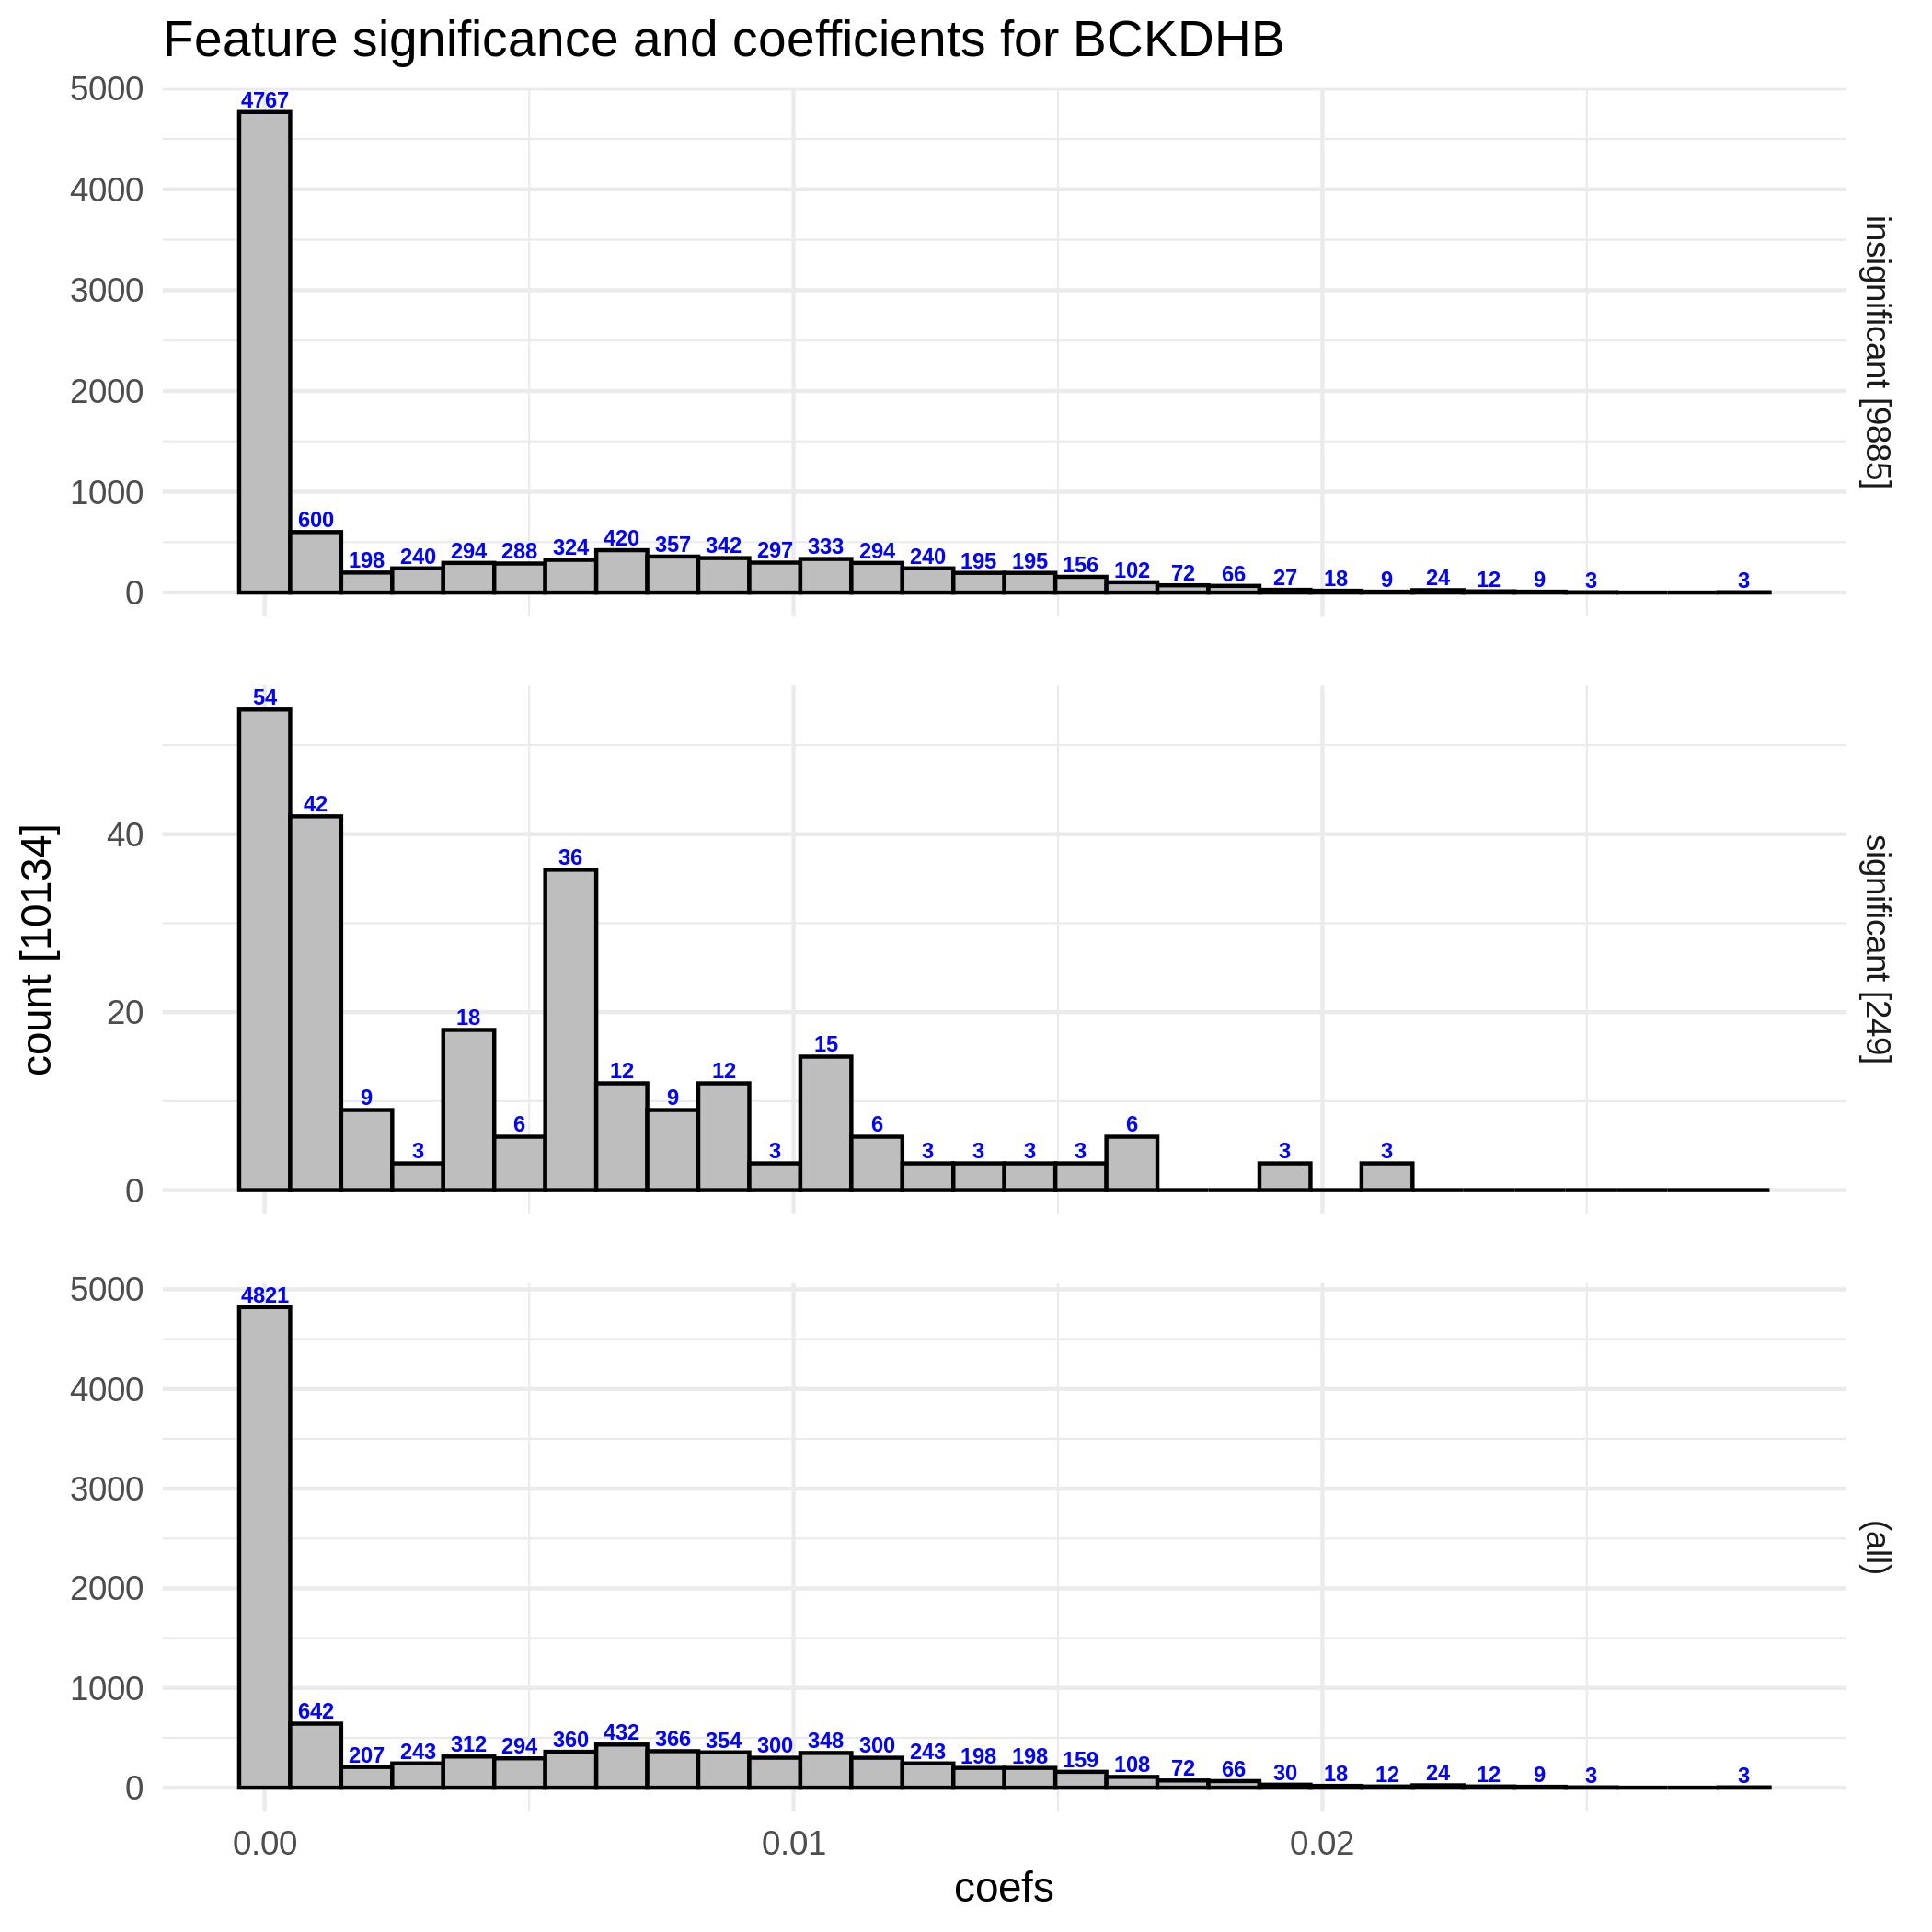 Feature significance and coefficients for BCKDHB
5000
4000
3000
2000
1000
0
4767
600
198 240 294 288 324 420 357 342 297 333 294 240 195 195 156 102 72 66 27 18 9 24 12 9 3 3
insignificant [9885]
count [10134]
40
20
0
54
42
9 3 18 6 36 12 9 12 3 15 6 3 3 3 3 6 3 3
significant [249]
5000
4000
3000
2000
1000
0
4821
642
207 243 312 294 360 432 366 354 300 348 300 243 198 198 159 108 72 66 30 18 12 24 12 9 3 3
(all)
0.00 0.01 0.02
coefs